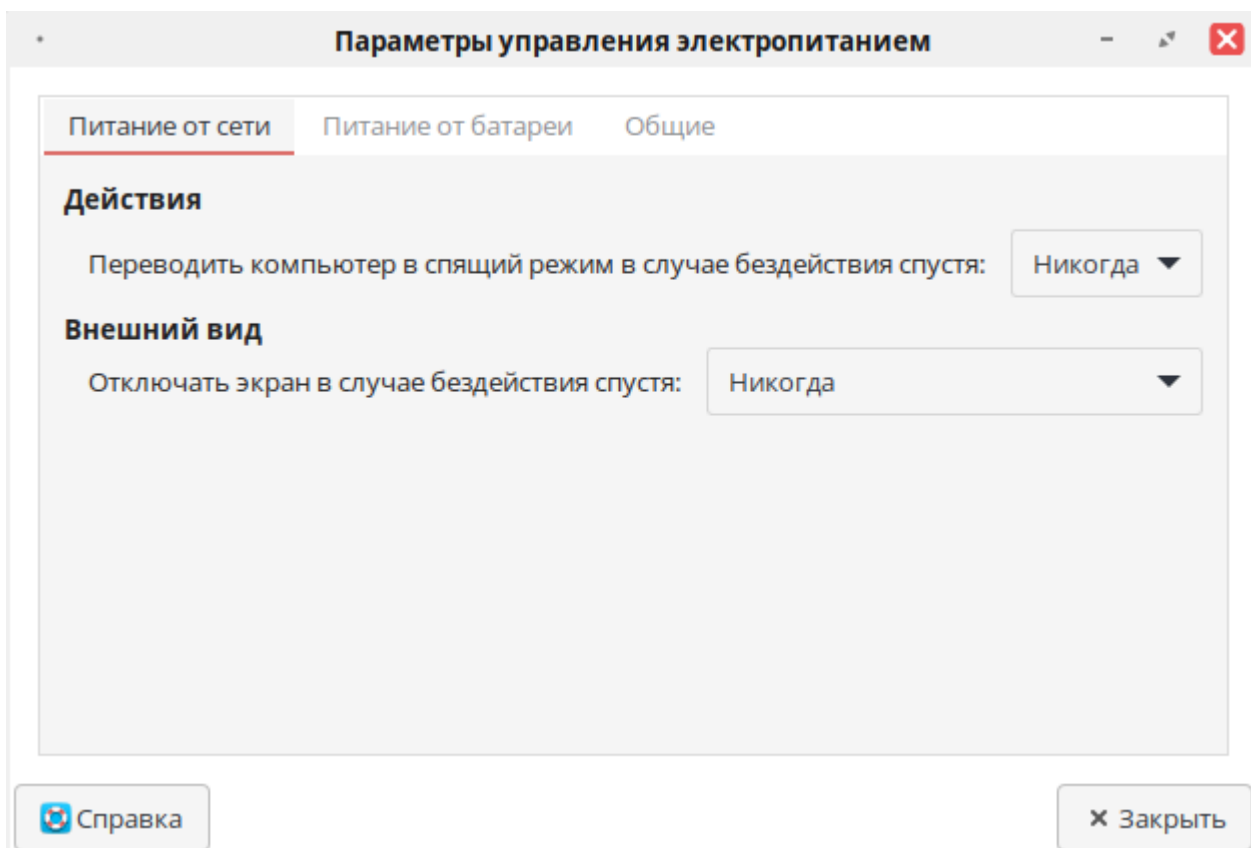 Параметры управления электропитанием
Питание от сети Питание от батареи Общие
Действия
Переводить компьютер в спящий режим в случае бездействия спустя: Никогда
Внешний вид
Отключать экран в случае бездействия спустя: Никогда
Справка Закрыть